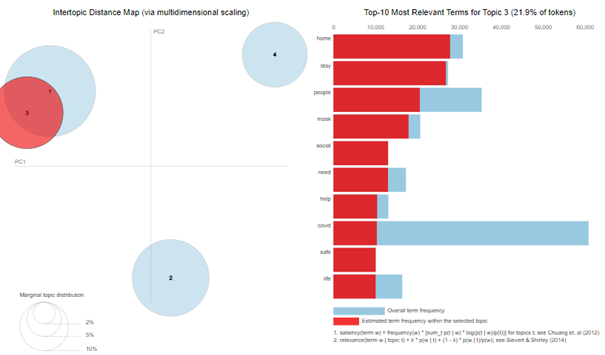 Intertopic Distance Map (via multidimensional scaling)
PC2
PC1
1
3
4
2
Marginal topic distribution
2%
5%
10%
Top-10 Most Relevant Terms for Topic 3 (21.9% of tokens)
0 10,000 20,000 30,000 40,000 50,000 60,000
home
stay
people
mask
social
need
help
covid
safe
life
Overall term frequency
Estimated term frequency within the selected topic
1. saliency(term w) = frequency(w) * [sum_t p(t | w) * log(p(t | w)/p(t))] for topics t; see Chuang et. al (2012)
2. relevance(term w | topic t) = λ * p(w | t) + (1 - λ) * p(w | t)/p(w); see Sievert & Shirley (2014)